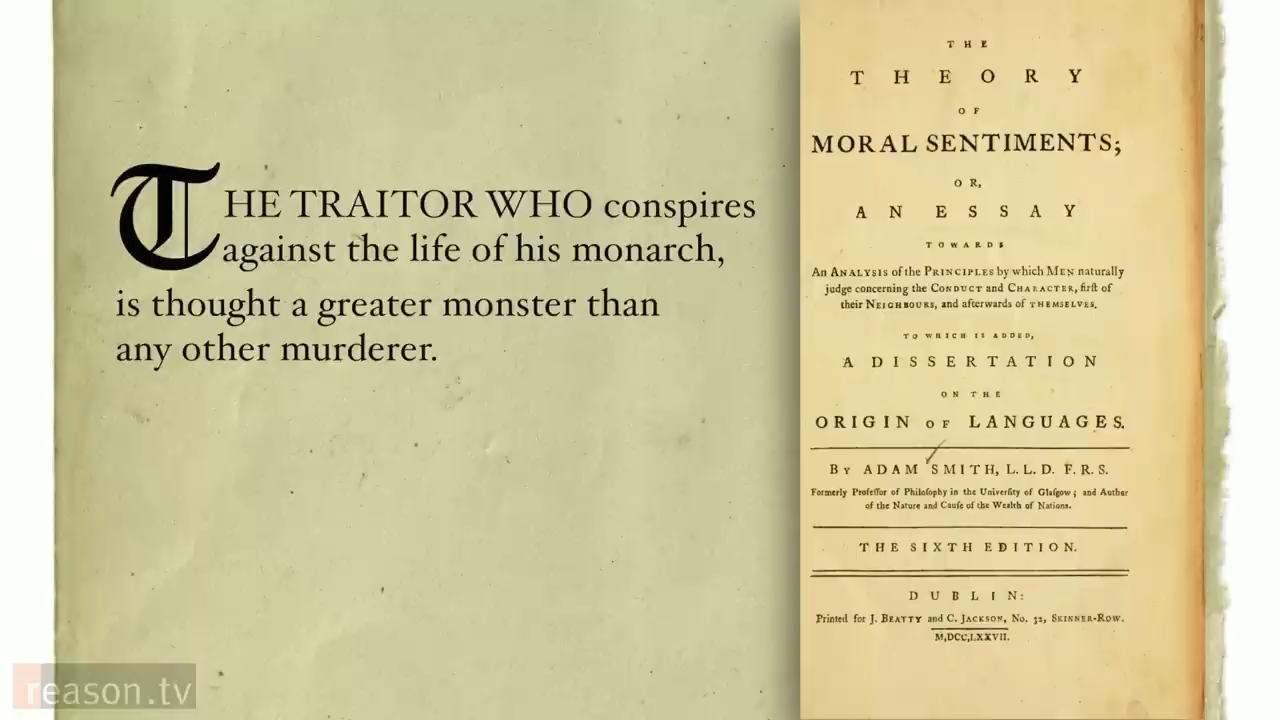 THE TRAITOR WHO conspires
against the life of his monarch,
is thought a greater monster than
any other murderer.
THE
THEORY
OF
MORAL SENTIMENTS;
OR,
AN ESSAY
TOWARDS
An ANALYSIS of the PRINCIPLES by which MEN naturally
judge concerning the CONDUCT and CHARACTER, firſt of
their NEIGHBOURS, and afterwards of THEMSELVES.
TO WHICH IS ADDED,
A DISSERTATION
ON THE
ORIGIN OF LANGUAGES.
By ADAM SMITH, L.L.D. F.R.S.
Formerly Profeſſor of Philoſophy in the Univerſity of Glaſgow; and Author
of the Nature and Cauſe of the Wealth of Nations.
THE SIXTH EDITION.
DUBLIN:
Printed for J. BEATTY and C. JACKSON, No. 32, SKINNER-ROW.
M,DCC,LXXVII.
reason.tv